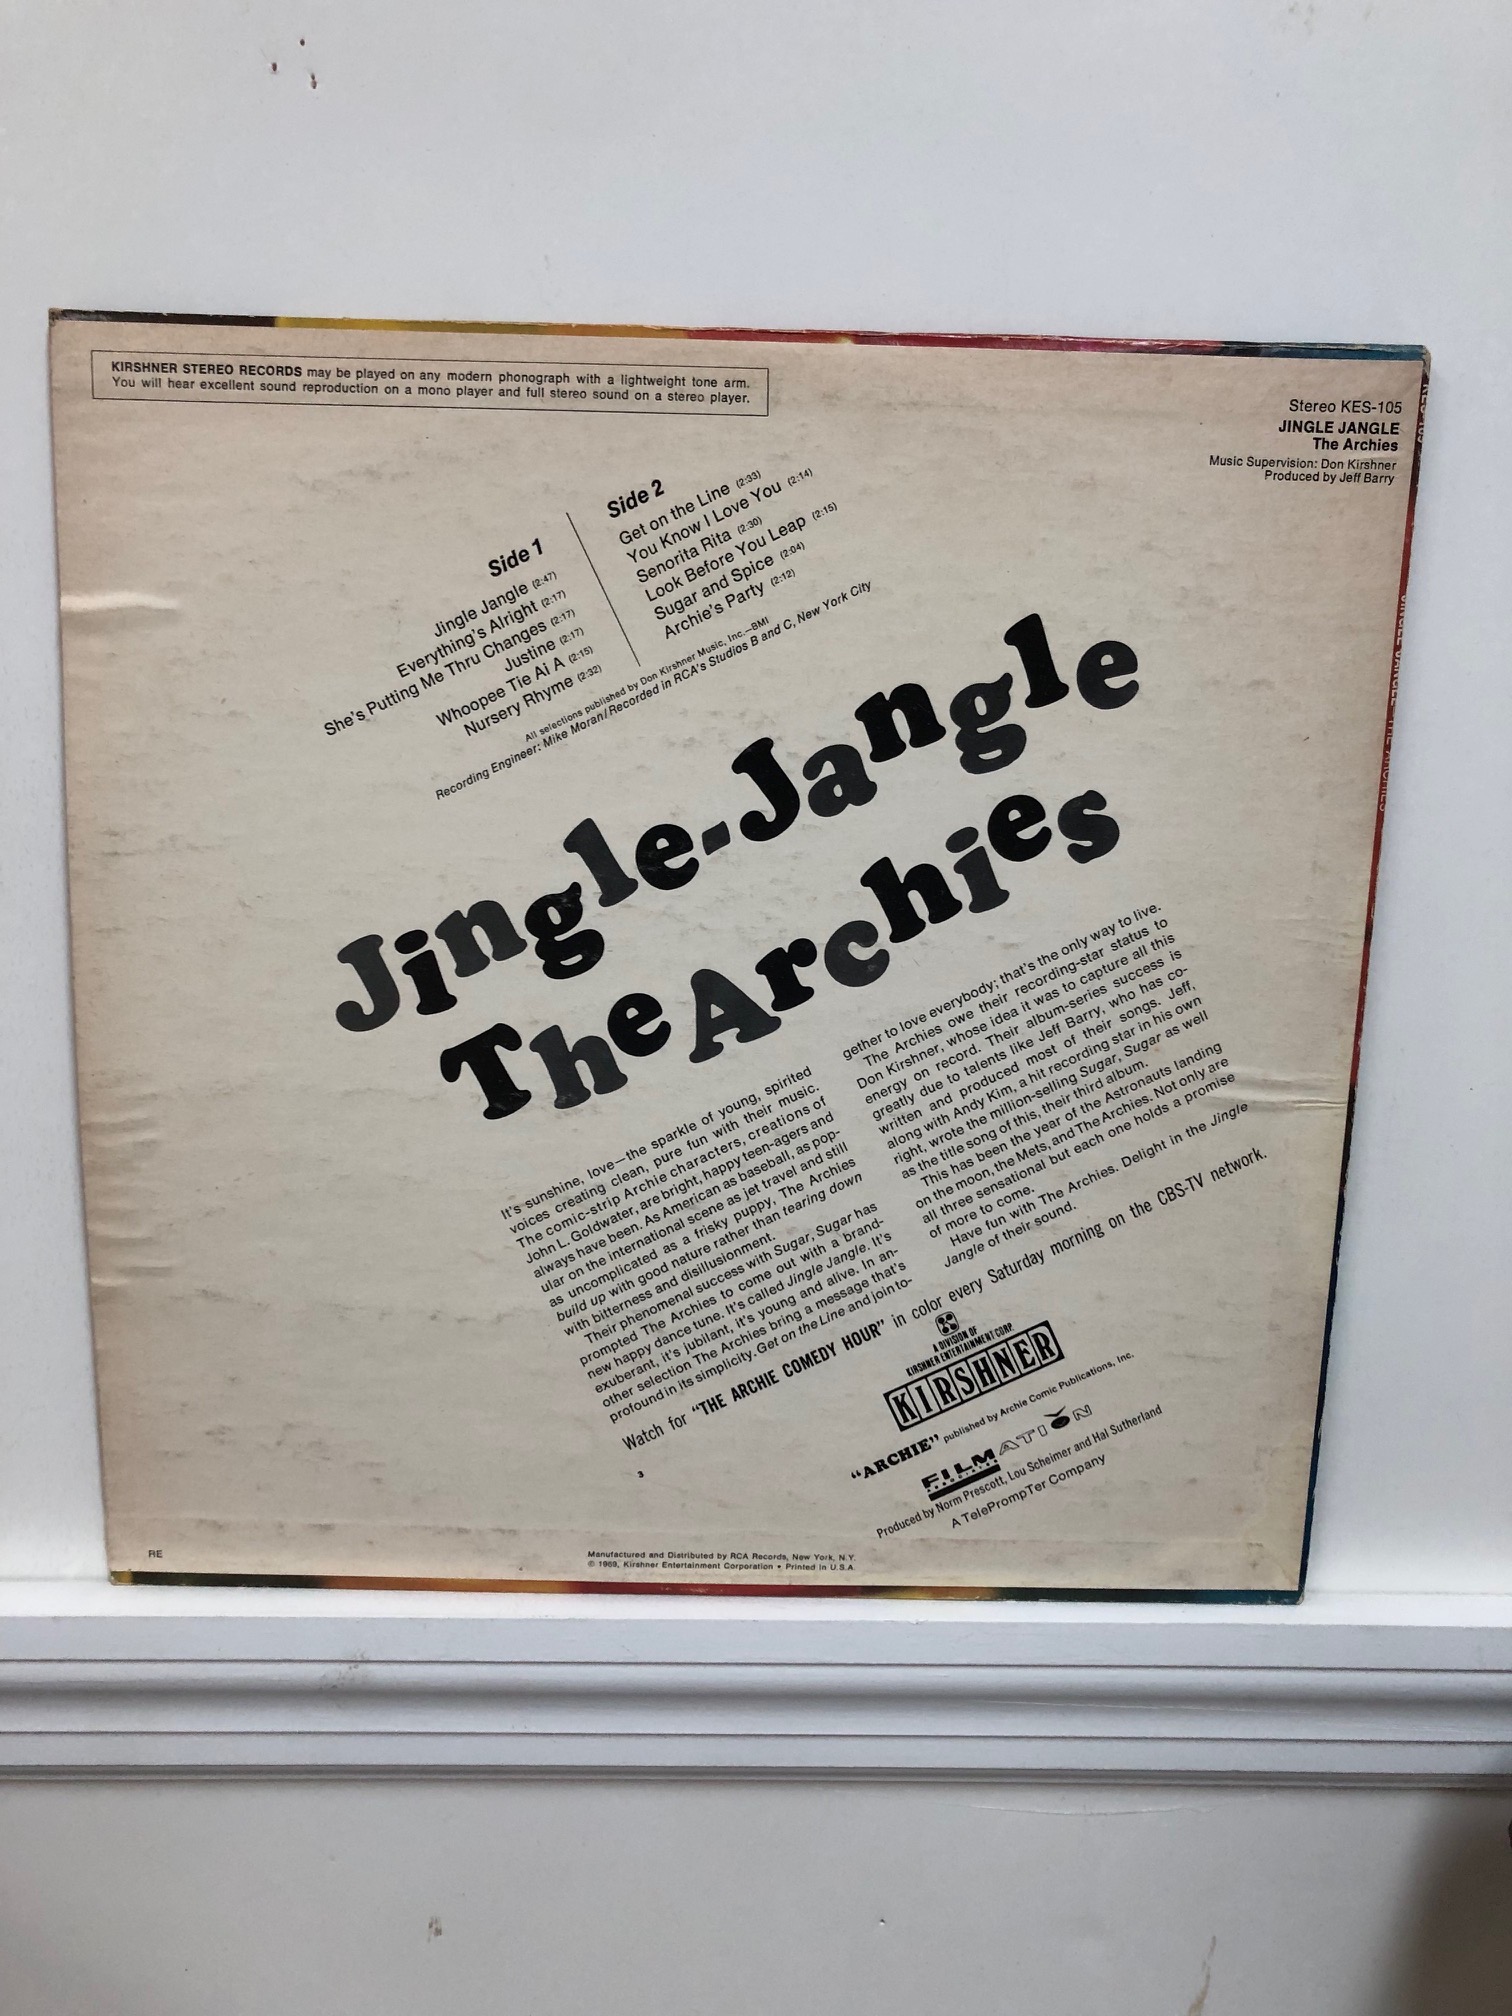 KIRSHNER STEREO RECORDS may be played on any modern phonograph with a lightweight tone arm.
You will hear excellent sound reproduction on a mono player and full stereo sound on a stereo player.
Stereo KES-105
JINGLE JANGLE
The Archies
Music Supervision: Don Kirshner
Produced by Jeff Barry
Side 1
Jingle Jangle (2:47)
Everything's Alright (2:17)
She's Putting Me Thru Changes (2:17)
Justine (2:17)
Whoopee Tie Ai A (2:15)
Nursery Rhyme (2:32)
Side 2
Get on the Line (2:33)
You Know I Love You (2:14)
Senorita Rita (2:30)
Look Before You Leap (2:15)
Sugar and Spice (2:04)
Archie's Party (2:12)
All selections published by Don Kirshner Music, Inc.—BMI
Recording Engineer: Mike Moran/Recorded in RCA's Studios B and C, New York City
Jingle-Jangle
The Archies
It's sunshine, love—the sparkle of young, spirited
voices creating clean, pure fun with their music.
The comic-strip Archie characters, creations of
John L. Goldwater, are bright, happy teen-agers and
always have been. As American as baseball, as pop-
ular on the international scene as jet travel and still
as uncomplicated as a frisky puppy, The Archies
build up with good nature rather than tearing down
with bitterness and disillusionment.
Their phenomenal success with Sugar, Sugar has
prompted The Archies to come out with a brand-
new happy dance tune. It's called Jingle Jangle. It's
exuberant, it's jubilant, it's young and alive. In an-
other selection The Archies bring a message that's
profound in its simplicity. Get on the Line and join to-
gether to love everybody; that's the only way to live.
The Archies owe their recording-star status to
Don Kirshner, whose idea it was to capture all this
energy on record. Their album-series success is
greatly due to talents like Jeff Barry, who has co-
written and produced most of their songs. Jeff,
along with Andy Kim, a hit recording star in his own
right, wrote the million-selling Sugar, Sugar as well
as the title song of this, their third album.
This has been the year of the Astronauts landing
on the moon, the Mets, and The Archies. Not only are
all three sensational but each one holds a promise
of more to come.
Have fun with The Archies. Delight in the Jingle
Jangle of their sound.
Watch for "THE ARCHIE COMEDY HOUR" in color every Saturday morning on the CBS-TV network.
A DIVISION OF
KIRSHNER ENTERTAINMENT CORP.
KIRSHNER
"ARCHIE" published by Archie Comic Publications, Inc.
FILMATION
ASSOCIATES
Produced by Norm Prescott, Lou Scheimer and Hal Sutherland
A TelePrompTer Company
3
RE
Manufactured and Distributed by RCA Records, New York, N.Y.
© 1969, Kirshner Entertainment Corporation • Printed in U.S.A.
KES-105
JINGLE JANGLE THE ARCHIES